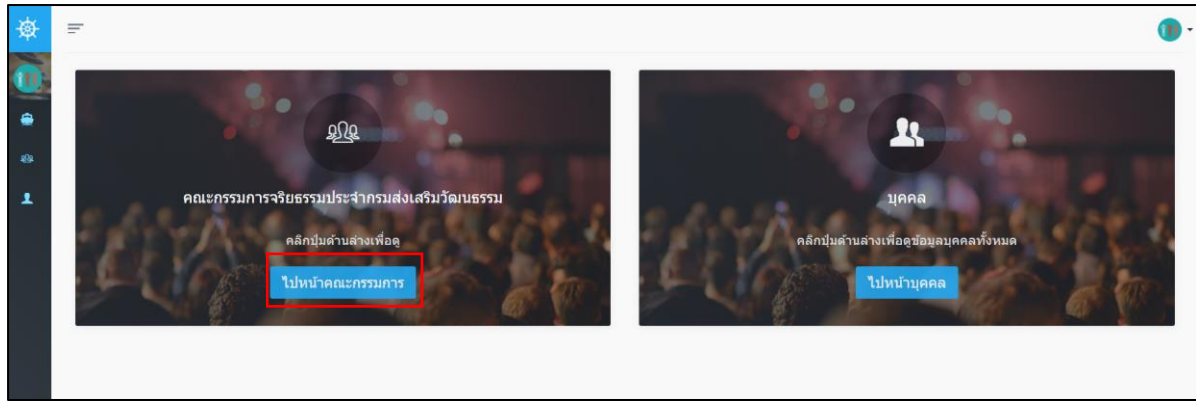 คณะกรรมการจริยธรรมประจำกรมส่งเสริมวัฒนธรรม
คลิกปุ่มด้านล่างเพื่อดู
ไปหน้าคณะกรรมการ
บุคคล
คลิกปุ่มด้านล่างเพื่อดูข้อมูลบุคคลทั้งหมด
ไปหน้าบุคคล